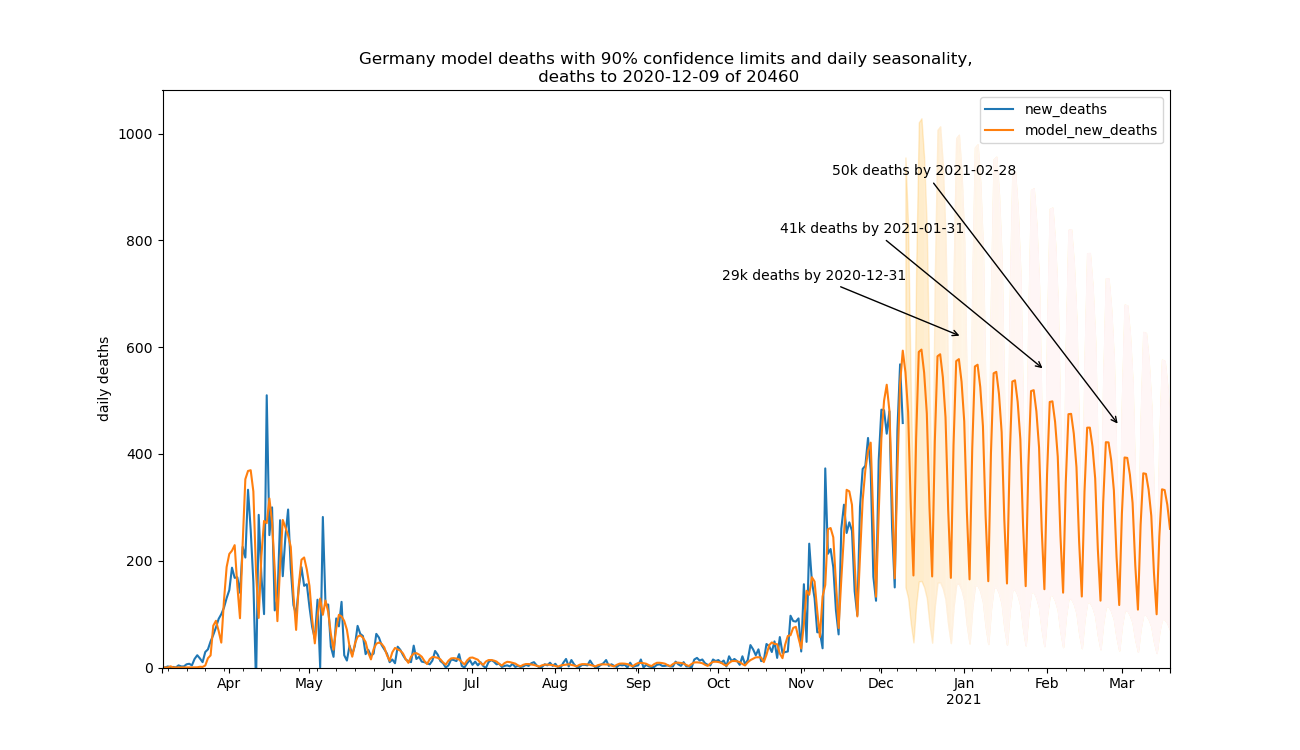 Germany model deaths with 90% confidence limits and daily seasonality,
deaths to 2020-12-09 of 20460
new_deaths
model_new_deaths
1000
800
600
400
200
0
daily deaths
50k deaths by 2021-02-28
41k deaths by 2021-01-31
29k deaths by 2020-12-31
Apr May Jun Jul Aug Sep Oct Nov Dec Jan Feb Mar
2021